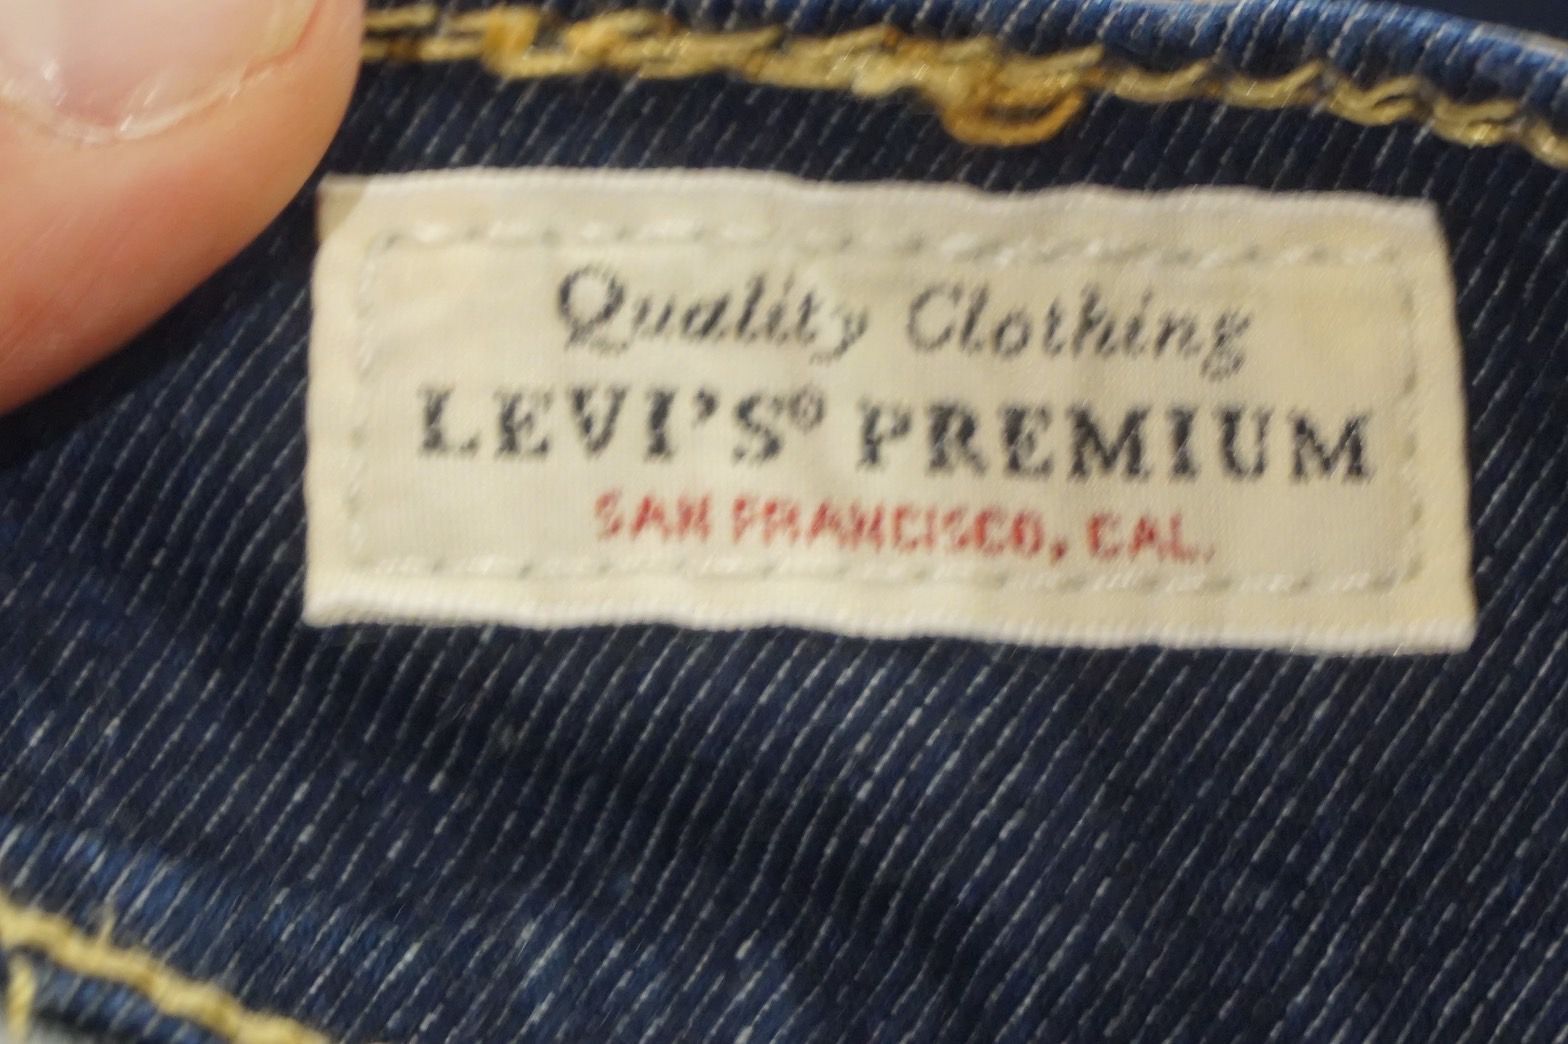 Quality Clothing
LEVI'S® PREMIUM
SAN FRANCISCO, CAL.